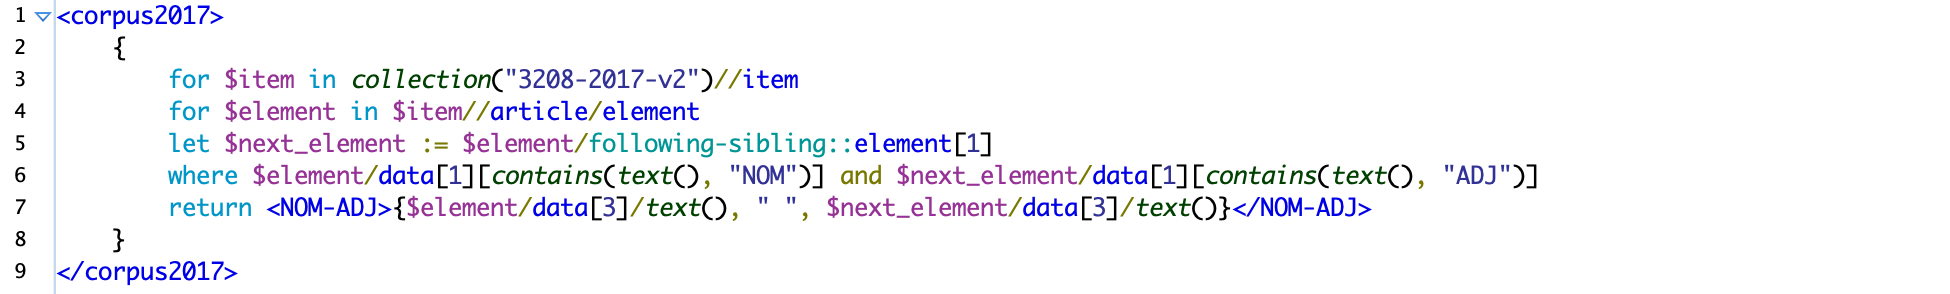 1 <corpus2017>
2 {
3 for $item in collection("3208-2017-v2")//item
4 for $element in $item//article/element
5 let $next_element := $element/following-sibling::element[1]
6 where $element/data[1][contains(text(), "NOM")] and $next_element/data[1][contains(text(), "ADJ")]
7 return <NOM-ADJ>{$element/data[3]/text(), " ", $next_element/data[3]/text()}</NOM-ADJ>
8 }
9 </corpus2017>